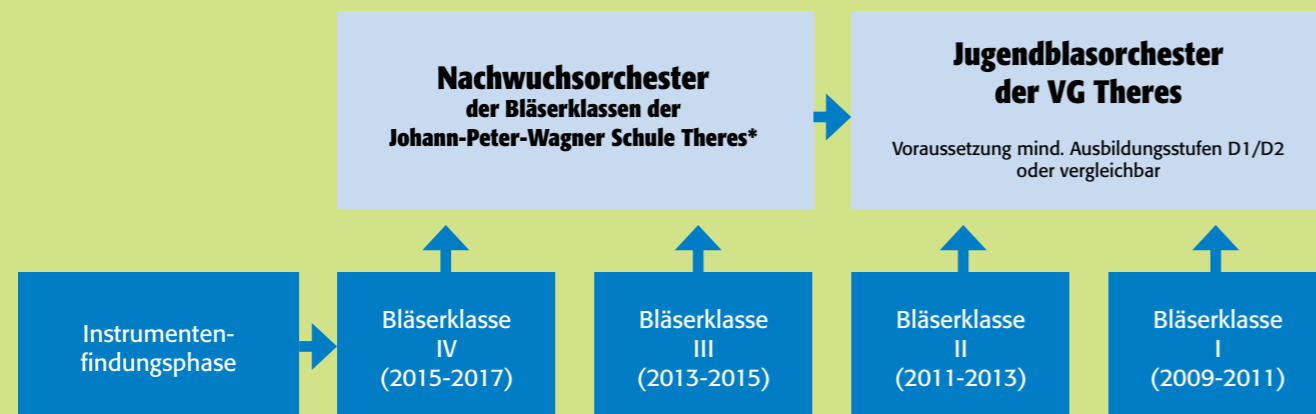 Nachwuchsorchester
der Bläserklassen der
Johann-Peter-Wagner Schule Theres*
Jugendblasorchester
der VG Theres
Voraussetzung mind. Ausbildungsstufen D1/D2
oder vergleichbar
Instrumenten-
findungsphase
Bläserklasse
IV
(2015-2017)
Bläserklasse
III
(2013-2015)
Bläserklasse
II
(2011-2013)
Bläserklasse
I
(2009-2011)